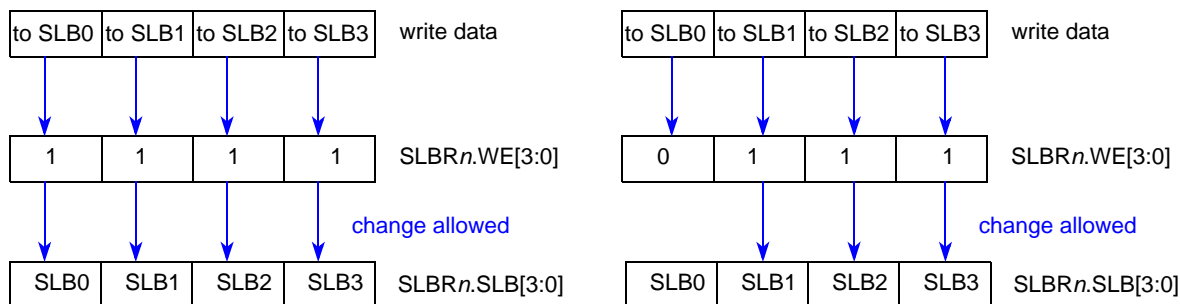 to SLB0 to SLB1 to SLB2 to SLB3 write data
1 1 1 1 SLBRn.WE[3:0]
change allowed
SLB0 SLB1 SLB2 SLB3 SLBRn.SLB[3:0]
to SLB0 to SLB1 to SLB2 to SLB3 write data
0 1 1 1 SLBRn.WE[3:0]
change allowed
SLB0 SLB1 SLB2 SLB3 SLBRn.SLB[3:0]